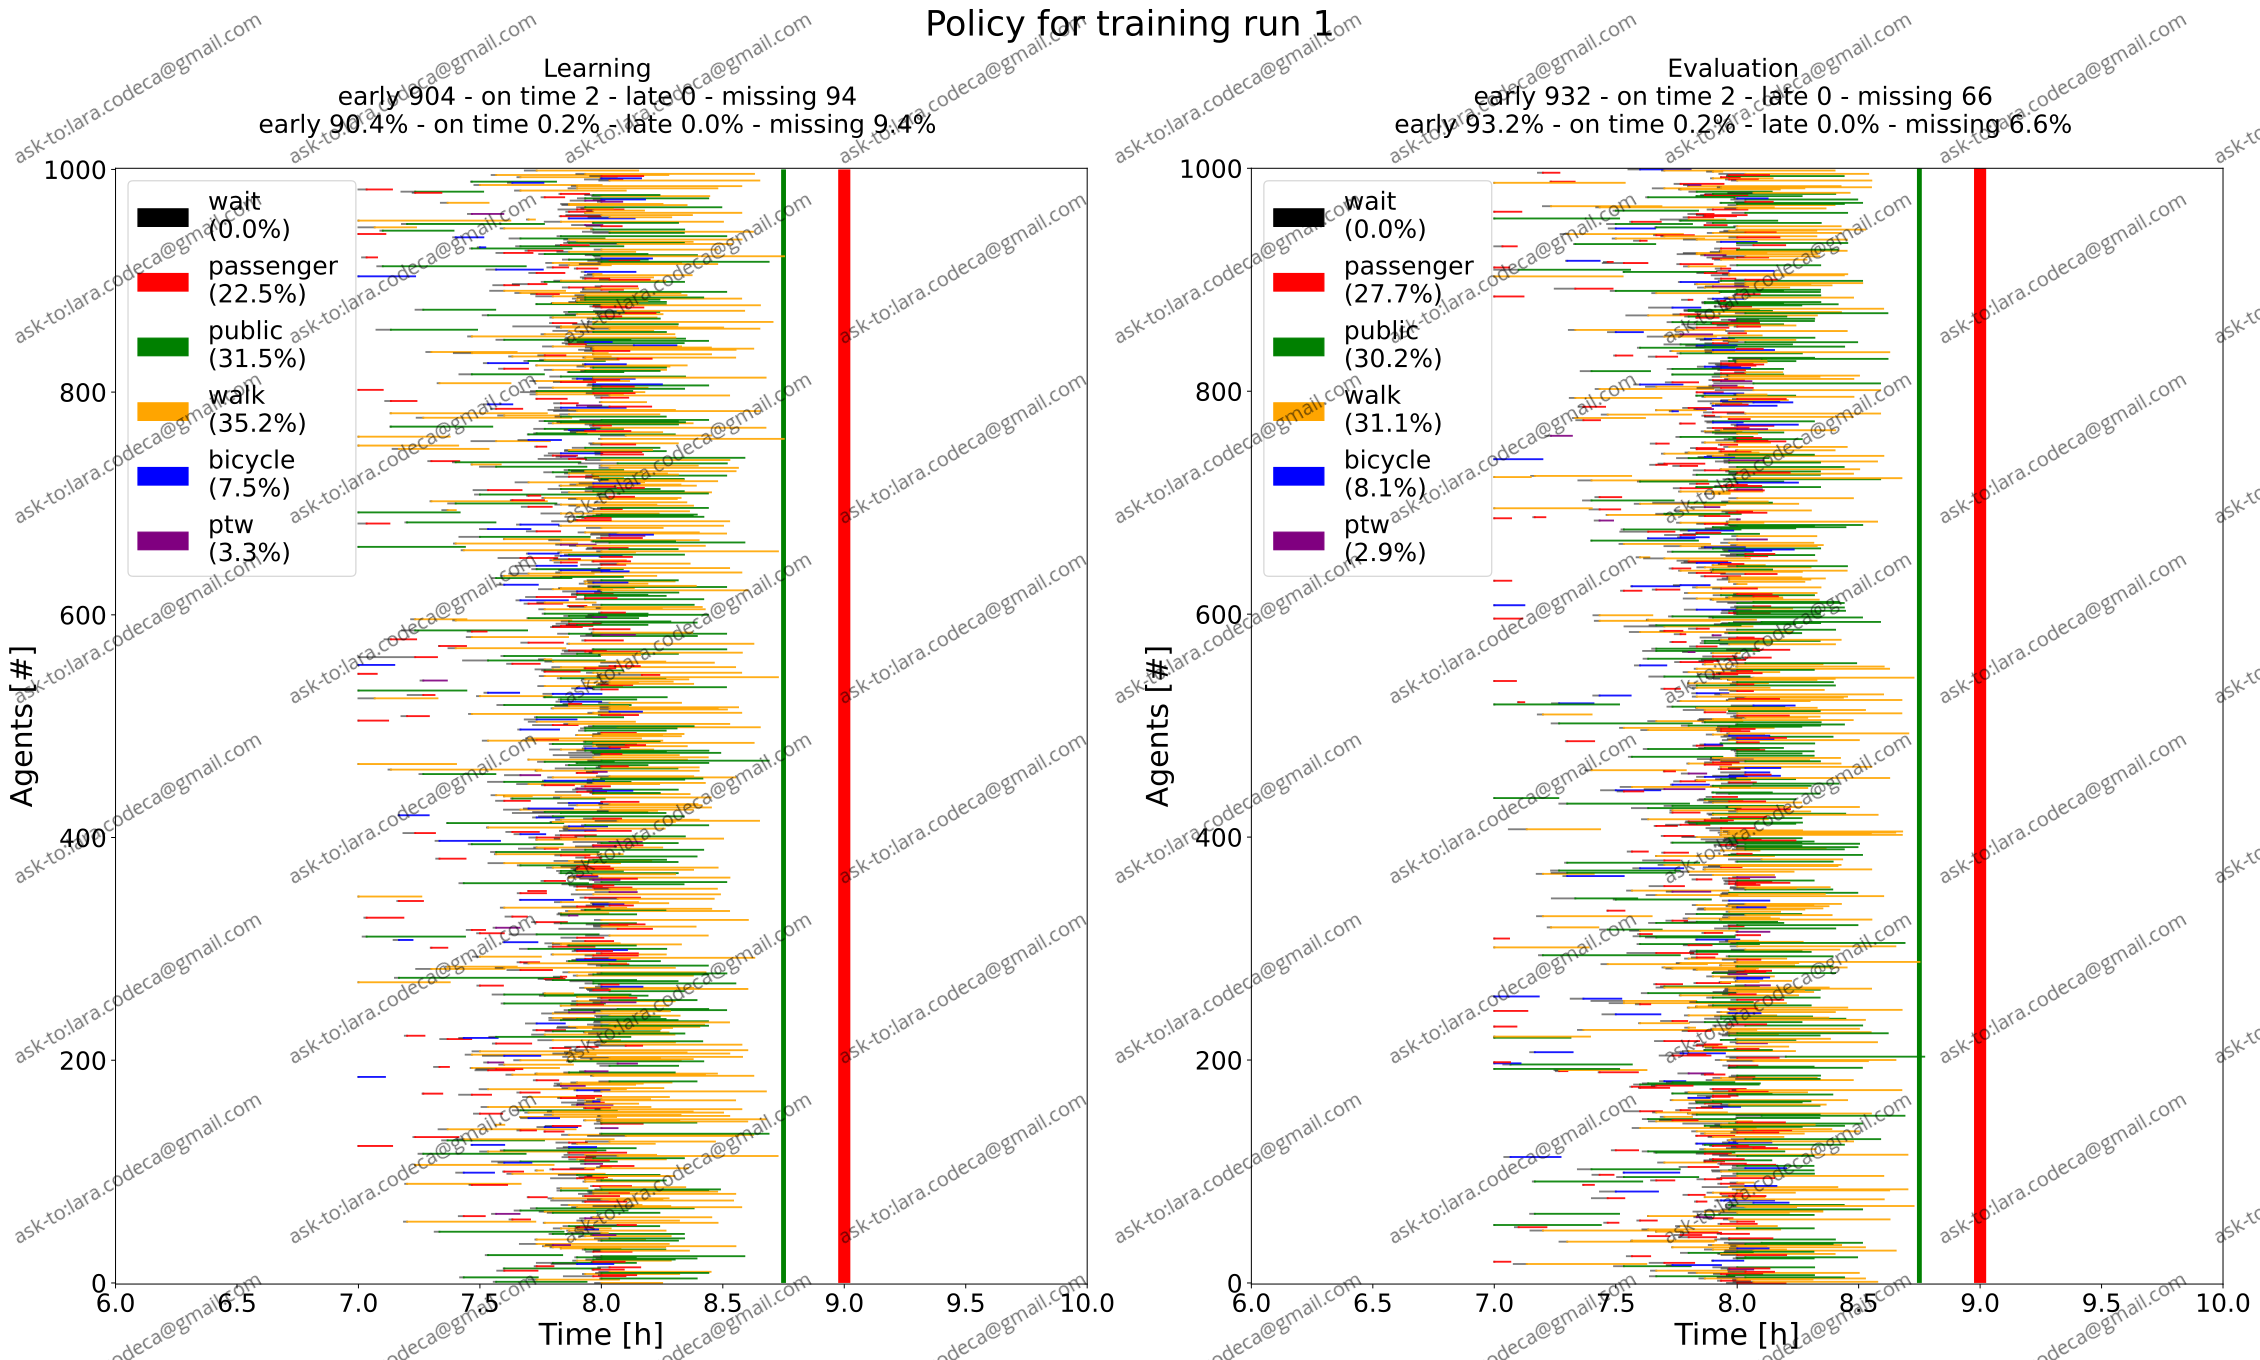 Policy for training run 1
Learning
early 904 - on time 2 - late 0 - missing 94
early 90.4% - on time 0.2% - late 0.0% - missing 9.4%
1000
800
600
400
200
0
Agents [#]
wait
(0.0%)
passenger
(22.5%)
public
(31.5%)
walk
(35.2%)
bicycle
(7.5%)
ptw
(3.3%)
6.0 6.5 7.0 7.5 8.0 8.5 9.0 9.5 10.0
Time [h]
Evaluation
early 932 - on time 2 - late 0 - missing 66
early 93.2% - on time 0.2% - late 0.0% - missing 6.6%
1000
800
600
400
200
0
Agents [#]
wait
(0.0%)
passenger
(27.7%)
public
(30.2%)
walk
(31.1%)
bicycle
(8.1%)
ptw
(2.9%)
6.0 6.5 7.0 7.5 8.0 8.5 9.0 9.5 10.0
Time [h]
ask-to:lara.codeca@gmail.com